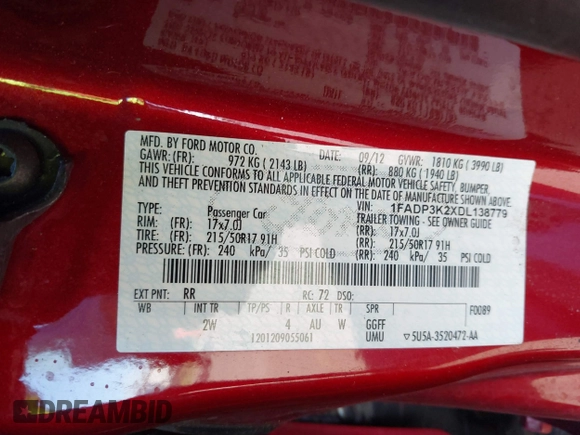 MFD. BY FORD MOTOR CO.
DATE: 09/12 GVWR: 1810 KG ( 3990 LB)
GAWR: (FR): 972 KG ( 2143 LB) (RR): 880 KG ( 1940 LB)
THIS VEHICLE CONFORMS TO ALL APPLICABLE FEDERAL MOTOR VEHICLE SAFETY, BUMPER,
AND THEFT PREVENTION STANDARDS IN EFFECT ON THE DATE OF MANUFACTURE SHOWN ABOVE.
VIN: 1FADP3K2XDL138779
TYPE: Passenger Car TRAILER TOWING - SEE OWNER GUIDE
RIM: (FR): 17x7.0J (RR): 17x7.0J
TIRE: (FR): 215/50R17 91H (RR): 215/50R17 91H
COLD: (FR): 240 kPa/ 35 PSI COLD (RR): 240 kPa/ 35 PSI COLD
EXT PNT: RR RC: 72 DSO: F0089
WB INT TR TP/PS R AXLE TR SPR
2W 4 AU W GGFF
UMU
1201209055061
5U5A-3520472-AA
DREAMBID